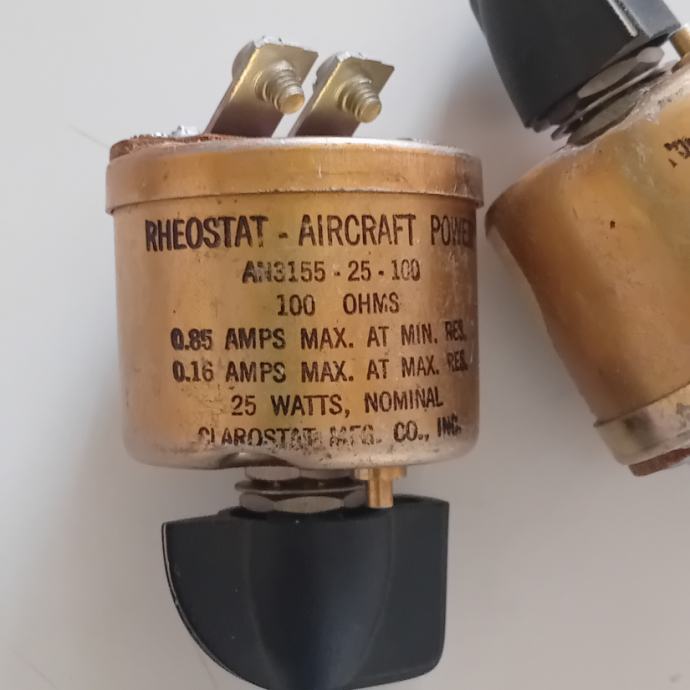 RHEOSTAT - AIRCRAFT POWER
AN3155 - 25 - 100
100 OHMS
0.85 AMPS MAX. AT MIN. RES.
0.16 AMPS MAX. AT MAX. RES.
25 WATTS, NOMINAL
CLAROSTAT MFG. CO., INC.